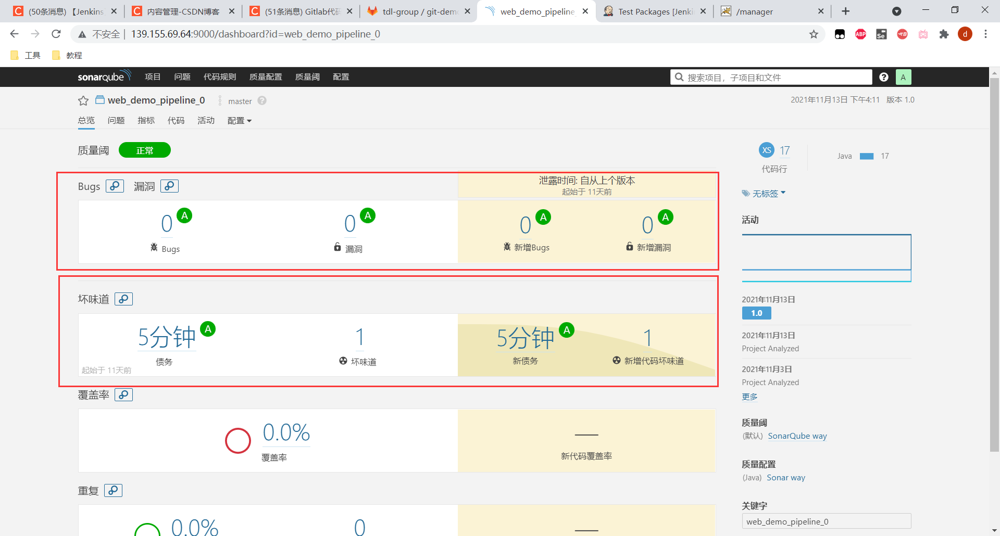 (50条消息) 【Jenkins
内容管理-CSDN博客
(51条消息) Gitlab代码
tdl-group / git-demo
web_demo_pipeline_
Test Packages [Jenki
/manager
不安全
139.155.69.64:9000/dashboard?id=web_demo_pipeline_0
ABP
Se
d
工具
教程
sonarqube
项目
问题
代码规则
质量配置
质量阈
配置
搜索项目，子项目和文件
A
web_demo_pipeline_0
master
2021年11月13日 下午4:11 版本 1.0
总览
问题
指标
代码
活动
配置
质量阈
正常
XS
17
代码行
Java
17
Bugs
漏洞
泄露时间: 自从上个版本
起始于 11天前
0
A
Bugs
0
A
漏洞
0
A
新增Bugs
0
A
新增漏洞
无标签
活动
坏味道
5分钟
A
债务
起始于 11天前
1
坏味道
5分钟
A
新债务
1
新增代码坏味道
2021年11月13日
1.0
2021年11月13日
Project Analyzed
2021年11月3日
Project Analyzed
更多
覆盖率
0.0%
覆盖率
新代码覆盖率
质量阈
(默认) SonarQube way
质量配置
(Java) Sonar way
重复
0.0%
0
关键字
web_demo_pipeline_0